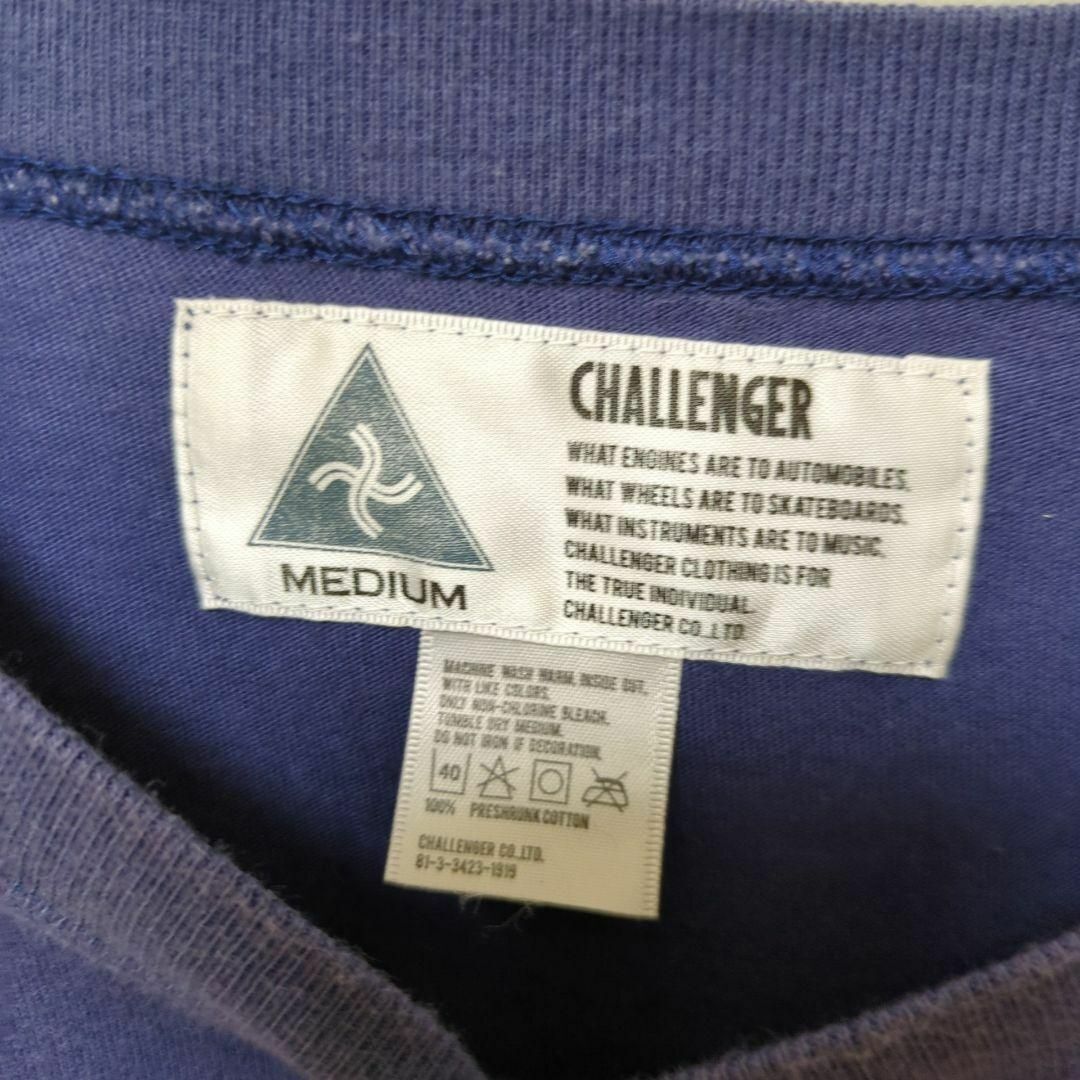 MEDIUM
CHALLENGER
WHAT ENGINES ARE TO AUTOMOBILES.
WHAT WHEELS ARE TO SKATEBOARDS.
WHAT INSTRUMENTS ARE TO MUSIC.
CHALLENGER CLOTHING IS FOR
THE TRUE INDIVIDUAL.
CHALLENGER CO.,LTD.
MACHINE WASH WARM, INSIDE OUT,
WITH LIKE COLORS.
ONLY NON-CHLORINE BLEACH.
TUMBLE DRY MEDIUM.
DO NOT IRON IF DECORATION.
40
100% PRESHRUNK COTTON
CHALLENGER CO.,LTD.
81-3-3423-1919